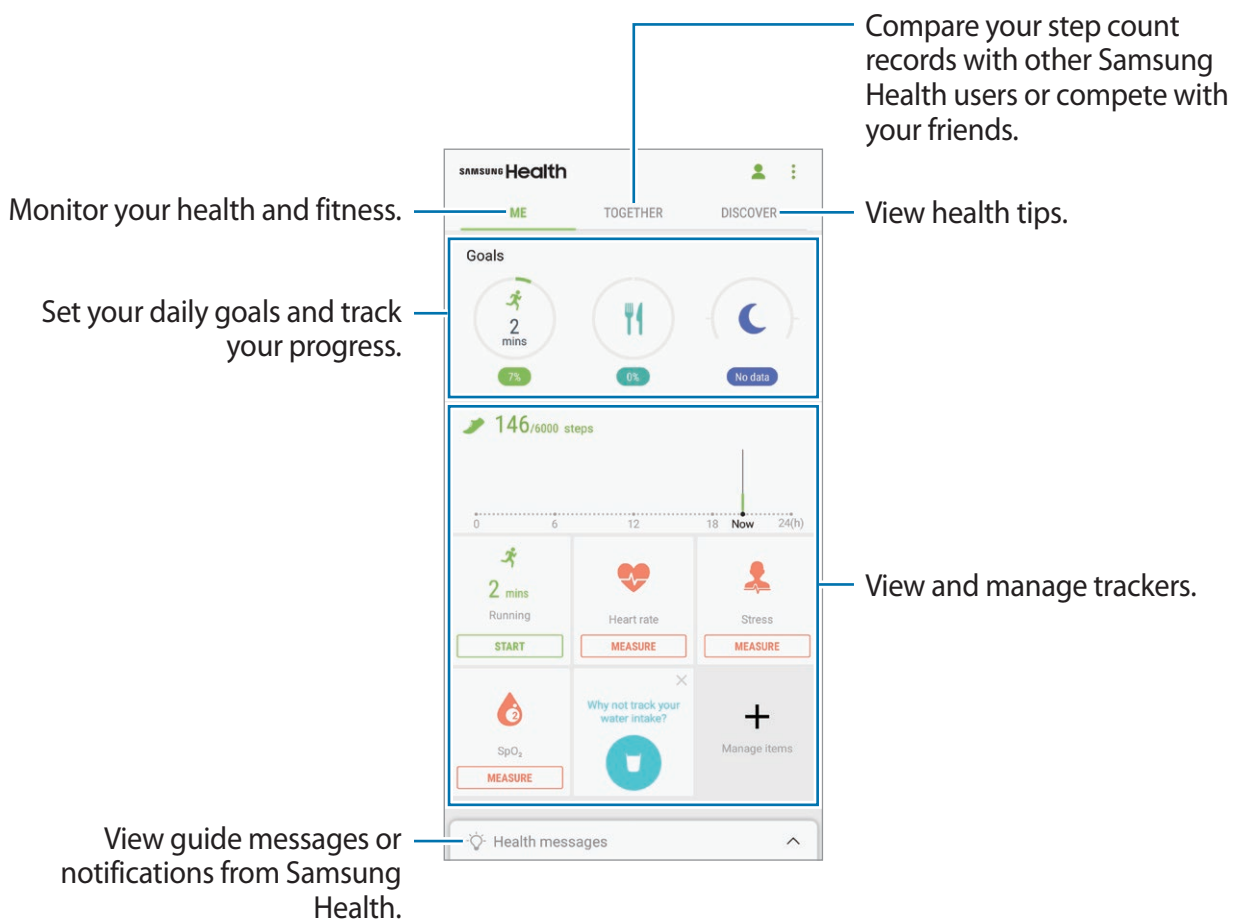 Compare your step count
records with other Samsung
Health users or compete with
your friends.
SAMSUNG Health
Monitor your health and fitness.
ME
TOGETHER
DISCOVER
View health tips.
Goals
Set your daily goals and track
your progress.
2
mins
7%
0%
No data
146/6000 steps
0 6 12 18 Now 24(h)
2 mins
Running
START
Heart rate
MEASURE
Stress
MEASURE
View and manage trackers.
2
SpO₂
MEASURE
Why not track your
water intake?
Manage items
View guide messages or
notifications from Samsung
Health.
Health messages